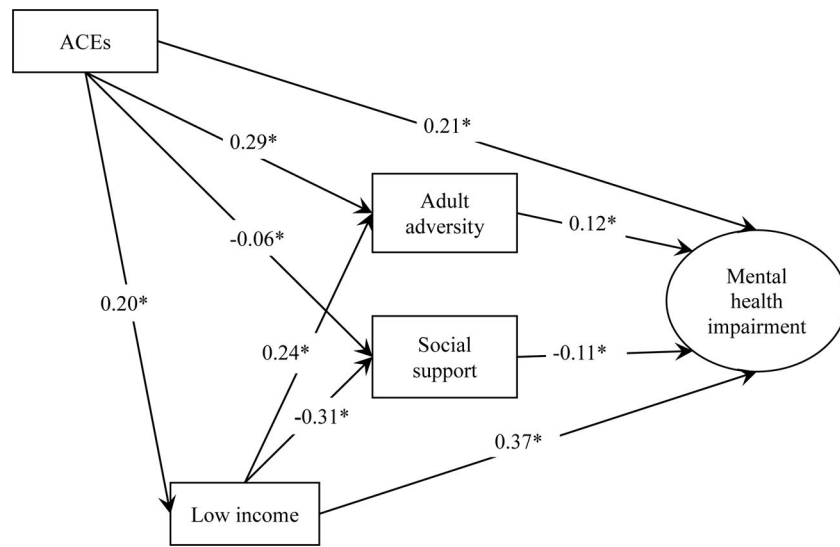 ACEs
0.21*
0.29*
Adult
adversity
0.12*
-0.06*
Mental
health
impairment
0.20*
0.24*
Social
support
-0.11*
-0.31*
0.37*
Low income